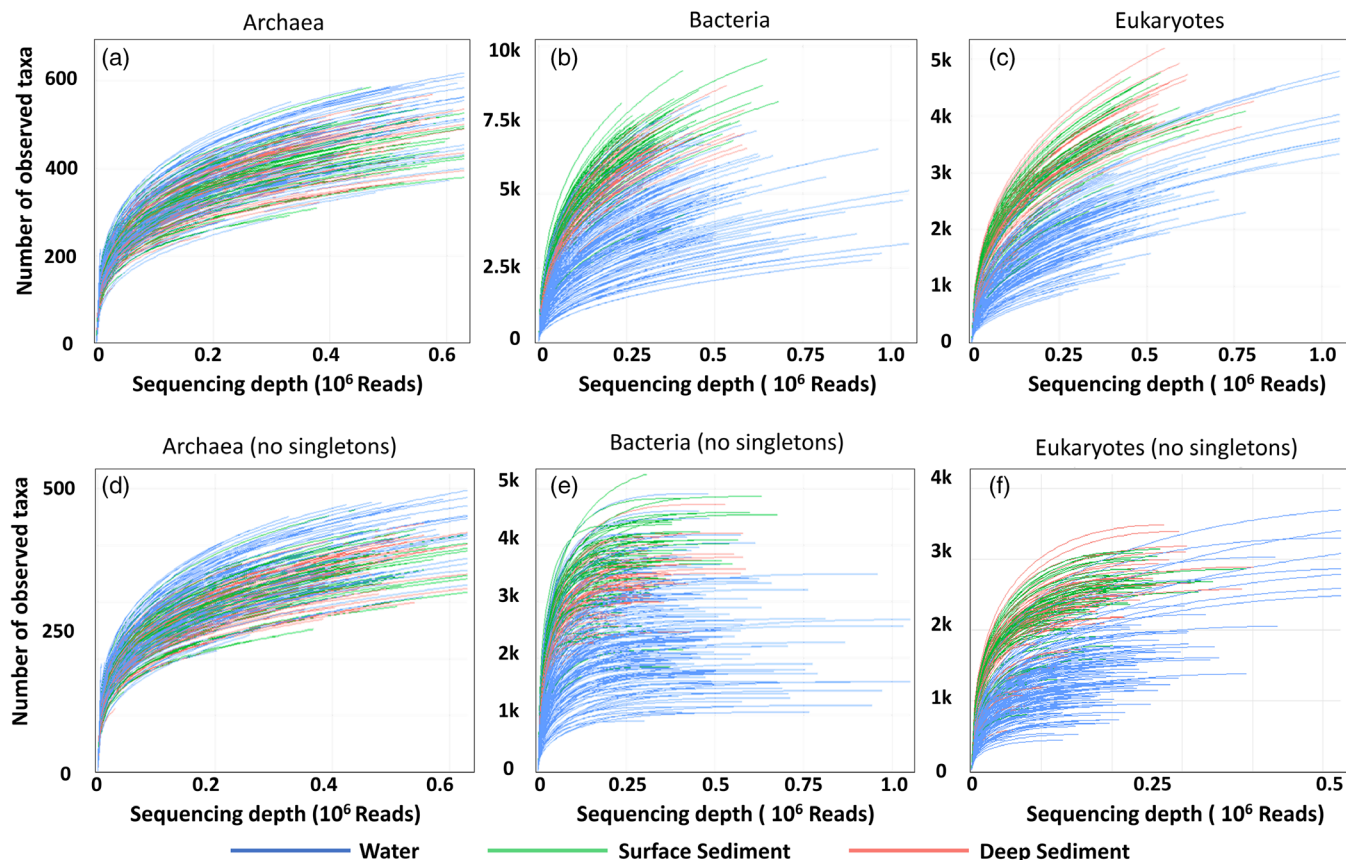 Archaea
Bacteria
Eukaryotes
Number of observed taxa
(a)
600
400
200
0
0 0.2 0.4 0.6
Sequencing depth (10⁶ Reads)
(b)
10k
7.5k
5k
2.5k
0
0 0.25 0.5 0.75 1.0
Sequencing depth ( 10⁶ Reads)
(c)
5k
4k
3k
2k
1k
0
0 0.25 0.5 0.75 1.0
Sequencing depth ( 10⁶ Reads)
Archaea (no singletons)
Bacteria (no singletons)
Eukaryotes (no singletons)
Number of observed taxa
(d)
500
250
0
0 0.2 0.4 0.6
Sequencing depth (10⁶ Reads)
(e)
5k
4k
3k
2k
1k
0
0 0.25 0.5 0.75 1.0
Sequencing depth ( 10⁶ Reads)
(f)
4k
3k
2k
1k
0
0 0.25 0.5
Sequencing depth ( 10⁶ Reads)
Water
Surface Sediment
Deep Sediment